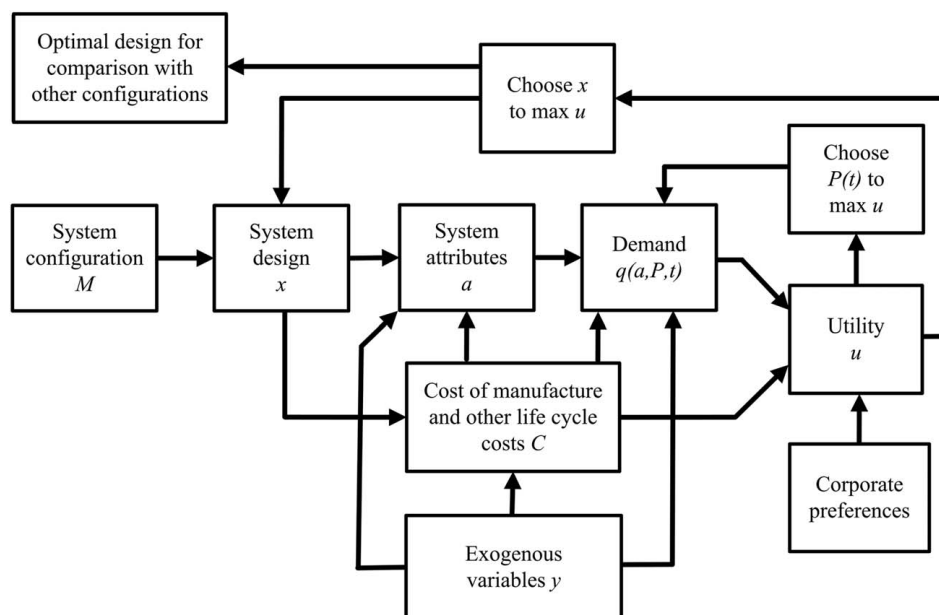 Optimal design for
comparison with
other configurations
Choose x
to max u
Choose
P(t) to
max u
System
configuration
M
System
design
x
System
attributes
a
Demand
q(a,P,t)
Utility
u
Cost of manufacture
and other life cycle
costs C
Corporate
preferences
Exogenous
variables y